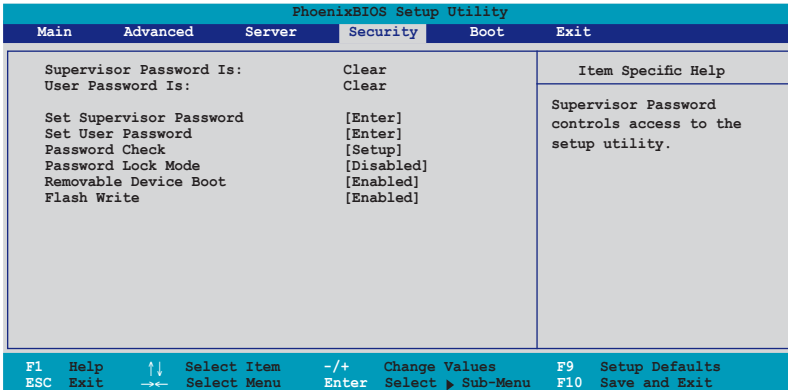 PhoenixBIOS Setup Utility
Main Advanced Server Security Boot Exit
Supervisor Password Is: Clear
User Password Is: Clear
Set Supervisor Password [Enter]
Set User Password [Enter]
Password Check [Setup]
Password Lock Mode [Disabled]
Removable Device Boot [Enabled]
Flash Write [Enabled]
Item Specific Help
Supervisor Password
controls access to the
setup utility.
F1 Help ↑↓ Select Item -/+ Change Values F9 Setup Defaults
ESC Exit →← Select Menu Enter Select ▶ Sub-Menu F10 Save and Exit